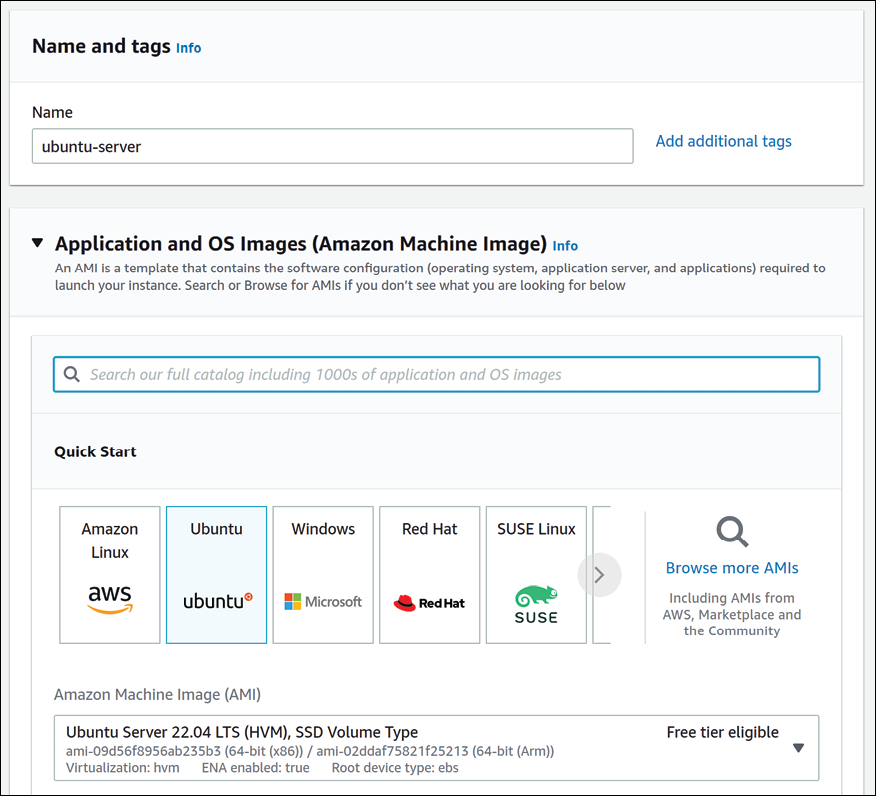 Name and tags Info
Name
ubuntu-server
Add additional tags
Application and OS Images (Amazon Machine Image) Info
An AMI is a template that contains the software configuration (operating system, application server, and applications) required to
launch your instance. Search or Browse for AMIs if you don’t see what you are looking for below
Search our full catalog including 1000s of application and OS images
Quick Start
Amazon
Linux
aws
Ubuntu
ubuntu
Windows
Microsoft
Red Hat
Red Hat
SUSE Linux
SUSE
Browse more AMIs
Including AMIs from
AWS, Marketplace and
the Community
Amazon Machine Image (AMI)
Ubuntu Server 22.04 LTS (HVM), SSD Volume Type
Free tier eligible
ami-09d56f8956ab235b3 (64-bit (x86)) / ami-02ddaf75821f25213 (64-bit (Arm))
Virtualization: hvm ENA enabled: true Root device type: ebs